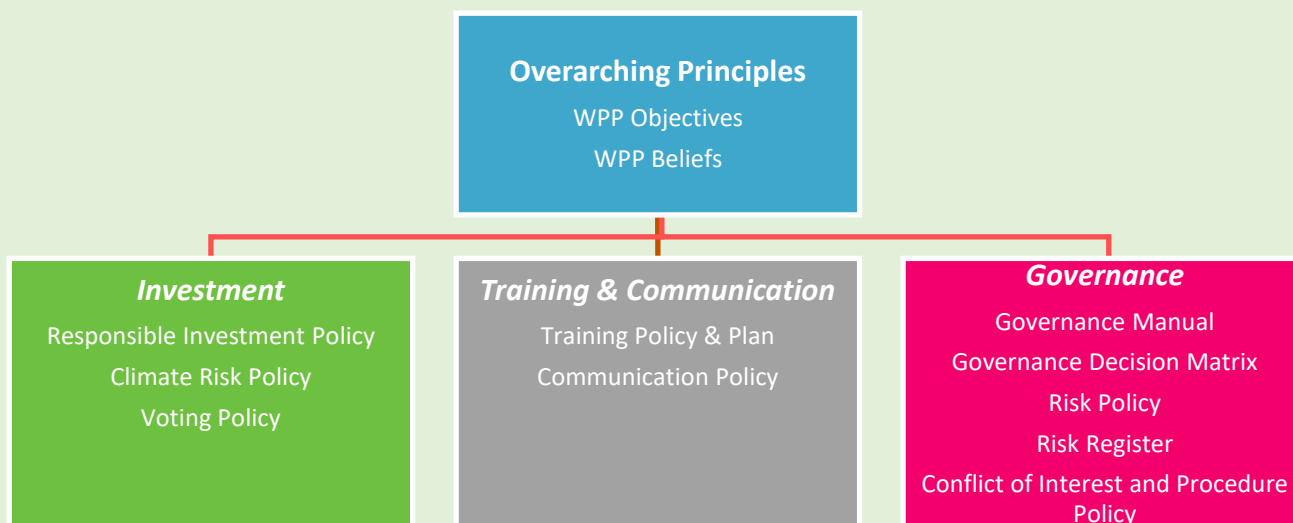 Overarching Principles
WPP Objectives
WPP Beliefs
Investment
Responsible Investment Policy
Climate Risk Policy
Voting Policy
Training & Communication
Training Policy & Plan
Communication Policy
Governance
Governance Manual
Governance Decision Matrix
Risk Policy
Risk Register
Conflict of Interest and Procedure
Policy